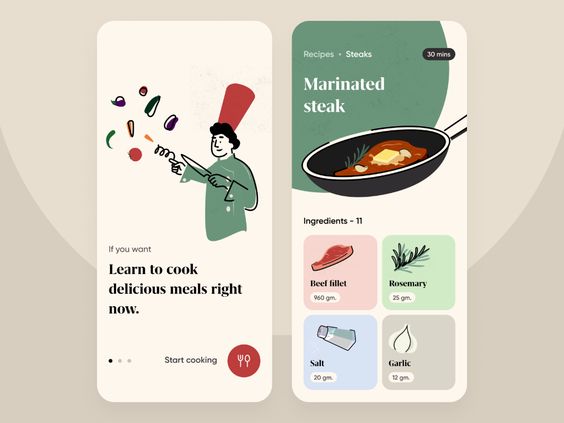 If you want
Learn to cook
delicious meals right
now.
Start cooking
Recipes • Steaks
30 mins
Marinated
steak
Ingredients - 11
Beef fillet
960 gm.
Rosemary
25 gm.
Salt
20 gm.
Garlic
12 gm.